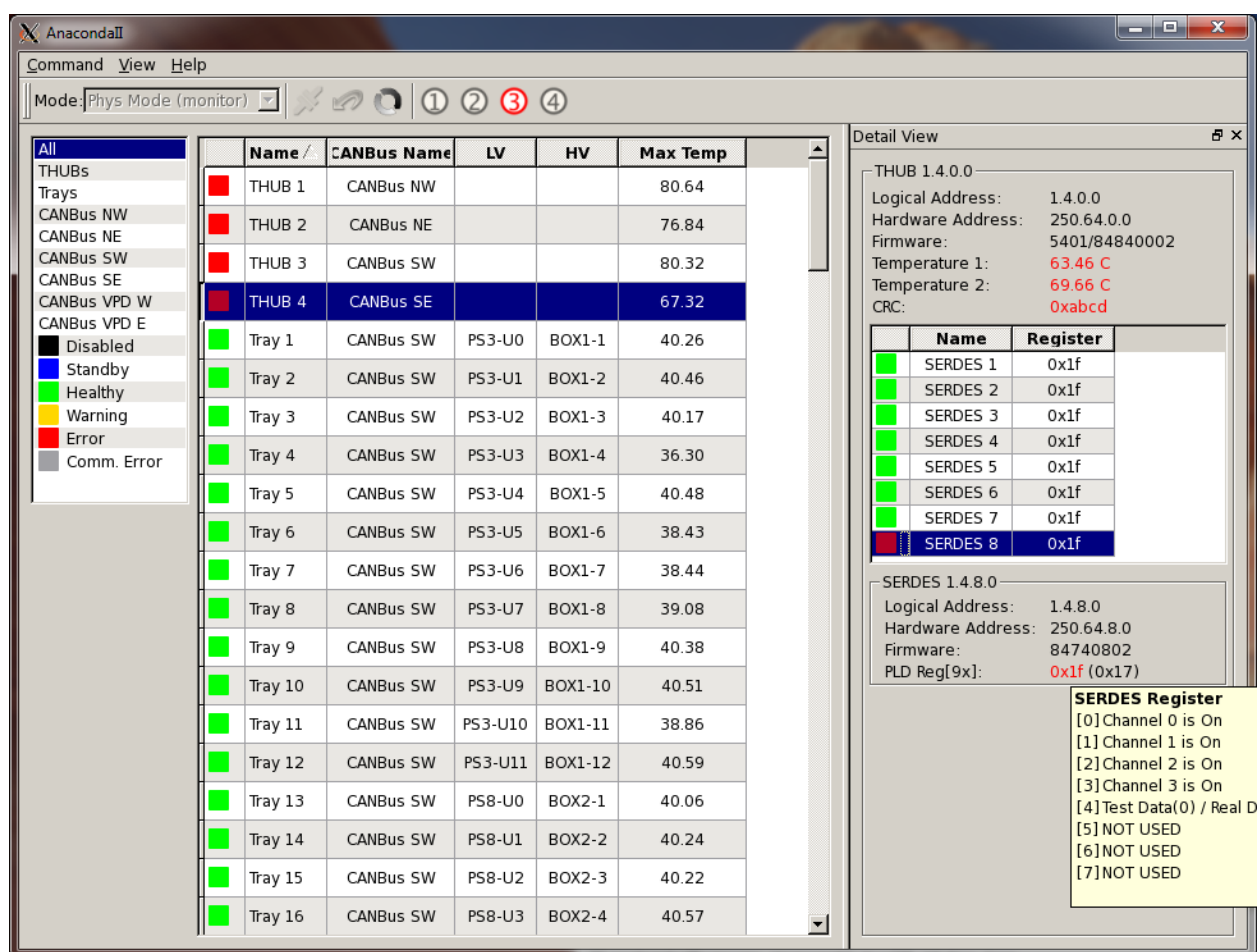 AnacondaII
Command View Help
Mode: Phys Mode (monitor) 1 2 3 4
All
THUBs
Trays
CANBus NW
CANBus NE
CANBus SW
CANBus SE
CANBus VPD W
CANBus VPD E
Disabled
Standby
Healthy
Warning
Error
Comm. Error
Name CANBus Name LV HV Max Temp
THUB 1 CANBus NW 80.64
THUB 2 CANBus NE 76.84
THUB 3 CANBus SW 80.32
THUB 4 CANBus SE 67.32
Tray 1 CANBus SW PS3-U0 BOX1-1 40.26
Tray 2 CANBus SW PS3-U1 BOX1-2 40.46
Tray 3 CANBus SW PS3-U2 BOX1-3 40.17
Tray 4 CANBus SW PS3-U3 BOX1-4 36.30
Tray 5 CANBus SW PS3-U4 BOX1-5 40.48
Tray 6 CANBus SW PS3-U5 BOX1-6 38.43
Tray 7 CANBus SW PS3-U6 BOX1-7 38.44
Tray 8 CANBus SW PS3-U7 BOX1-8 39.08
Tray 9 CANBus SW PS3-U8 BOX1-9 40.38
Tray 10 CANBus SW PS3-U9 BOX1-10 40.51
Tray 11 CANBus SW PS3-U10 BOX1-11 38.86
Tray 12 CANBus SW PS3-U11 BOX1-12 40.59
Tray 13 CANBus SW PS8-U0 BOX2-1 40.06
Tray 14 CANBus SW PS8-U1 BOX2-2 40.24
Tray 15 CANBus SW PS8-U2 BOX2-3 40.22
Tray 16 CANBus SW PS8-U3 BOX2-4 40.57
Detail View
THUB 1.4.0.0
Logical Address: 1.4.0.0
Hardware Address: 250.64.0.0
Firmware: 5401/84840002
Temperature 1: 63.46 C
Temperature 2: 69.66 C
CRC: 0xabcd
Name Register
SERDES 1 0x1f
SERDES 2 0x1f
SERDES 3 0x1f
SERDES 4 0x1f
SERDES 5 0x1f
SERDES 6 0x1f
SERDES 7 0x1f
SERDES 8 0x1f
SERDES 1.4.8.0
Logical Address: 1.4.8.0
Hardware Address: 250.64.8.0
Firmware: 84740802
PLD Reg[9x]: 0x1f (0x17)
SERDES Register
[0] Channel 0 is On
[1] Channel 1 is On
[2] Channel 2 is On
[3] Channel 3 is On
[4] Test Data(0) / Real D
[5] NOT USED
[6] NOT USED
[7] NOT USED